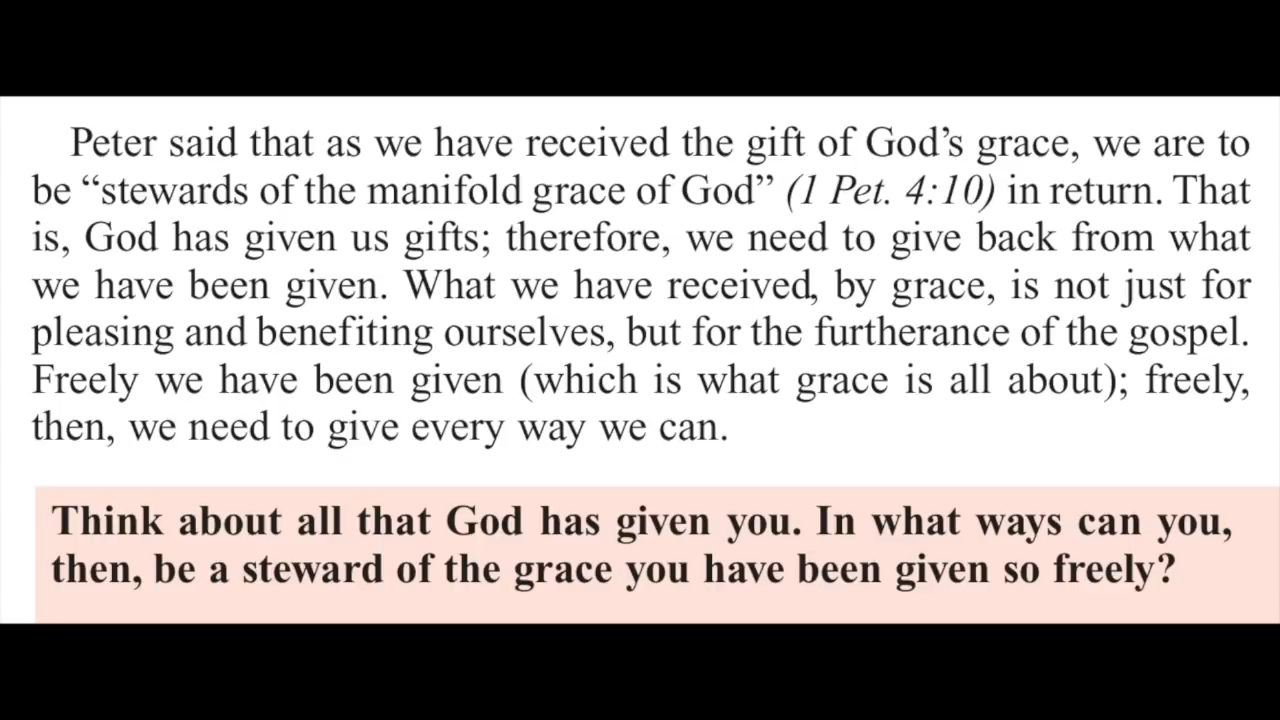 Peter said that as we have received the gift of God’s grace, we are to
be “stewards of the manifold grace of God” (1 Pet. 4:10) in return. That
is, God has given us gifts; therefore, we need to give back from what
we have been given. What we have received, by grace, is not just for
pleasing and benefiting ourselves, but for the furtherance of the gospel.
Freely we have been given (which is what grace is all about); freely,
then, we need to give every way we can.
Think about all that God has given you. In what ways can you,
then, be a steward of the grace you have been given so freely?